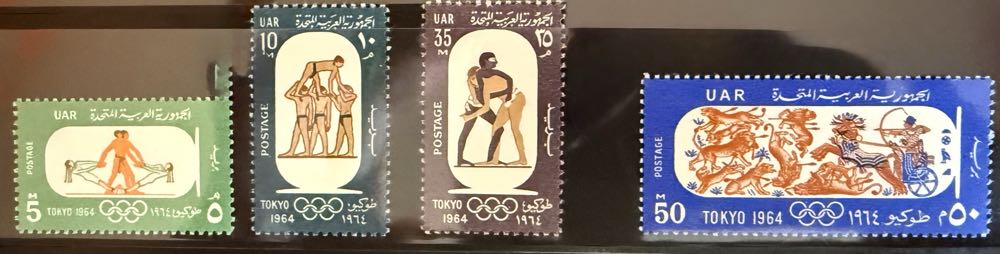 UAR الجمهورية العربية المتحدة
POSTAGE
بريد
5 M
م ٥
TOKYO 1964
طوكيو ١٩٦٤
UAR الجمهورية العربية المتحدة
10 M
١٠ م
POSTAGE
بريد
TOKYO طوكيو
1964 ١٩٦٤
UAR الجمهورية العربية المتحدة
35 M
٣٥ م
POSTAGE
بريد
TOKYO طوكيو
1964 ١٩٦٤
UAR الجمهورية العربية المتحدة
POSTAGE
بريد
M 50
TOKYO 1964
طوكيو ١٩٦٤
م ٥٠